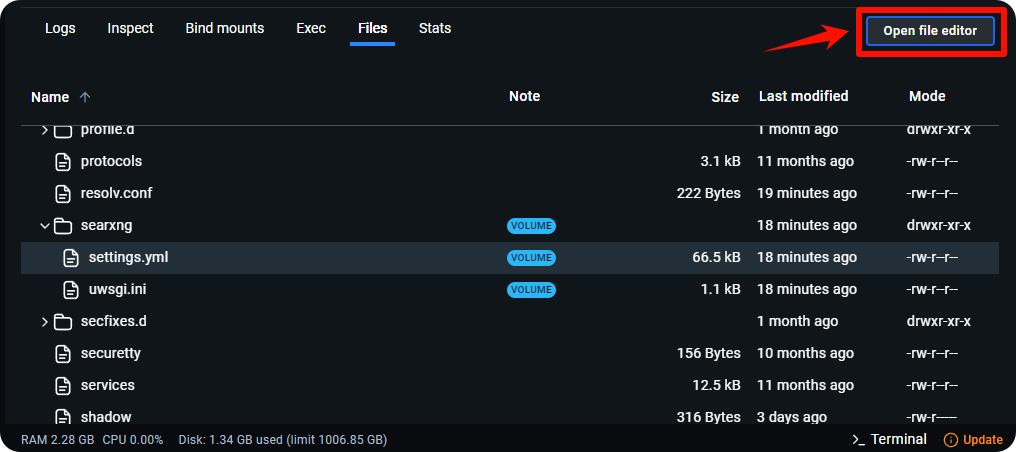 Logs Inspect Bind mounts Exec Files Stats Open file editor
Name Note Size Last modified Mode
profile.d 1 month ago drwxr-xr-x
protocols 3.1 kB 11 months ago -rw-r--r--
resolv.conf 222 Bytes 19 minutes ago -rw-r--r--
searxng VOLUME 18 minutes ago drwxr-xr-x
settings.yml VOLUME 66.5 kB 18 minutes ago -rw-r--r--
uwsgi.ini VOLUME 1.1 kB 18 minutes ago -rw-r--r--
secfixes.d 1 month ago drwxr-xr-x
securetty 156 Bytes 10 months ago -rw-r--r--
services 12.5 kB 11 months ago -rw-r--r--
shadow 316 Bytes 3 days ago -rw-r-----
RAM 2.28 GB CPU 0.00% Disk: 1.34 GB used (limit 1006.85 GB) >_ Terminal Update